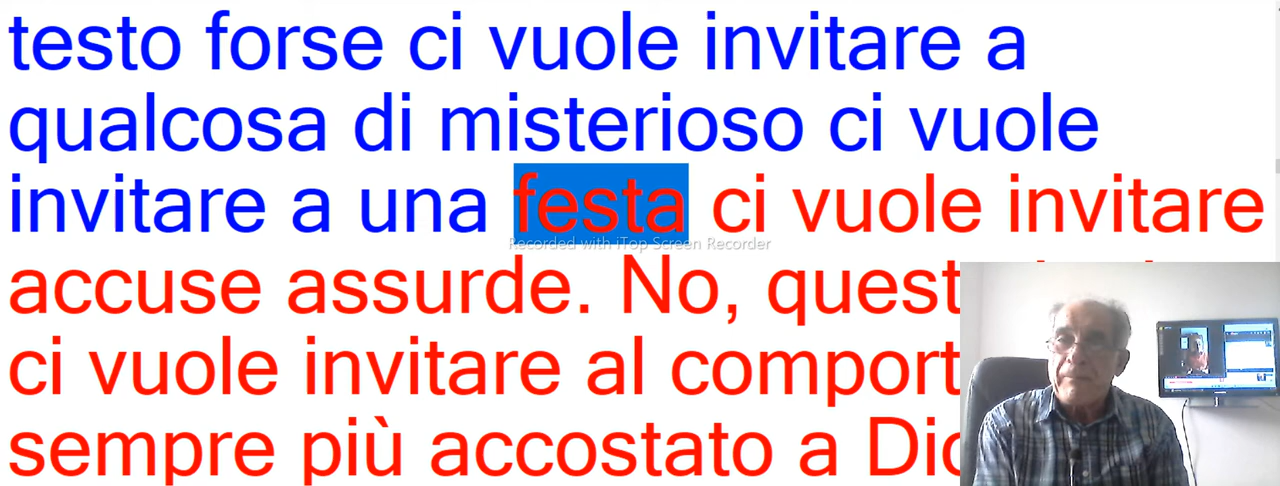 testo forse ci vuole invitare a
qualcosa di misterioso ci vuole
invitare a una festa ci vuole invitare
Recorded with iTop Screen Recorder
accuse assurde. No, quest
ci vuole invitare al comport
sempre più accostato a Dio